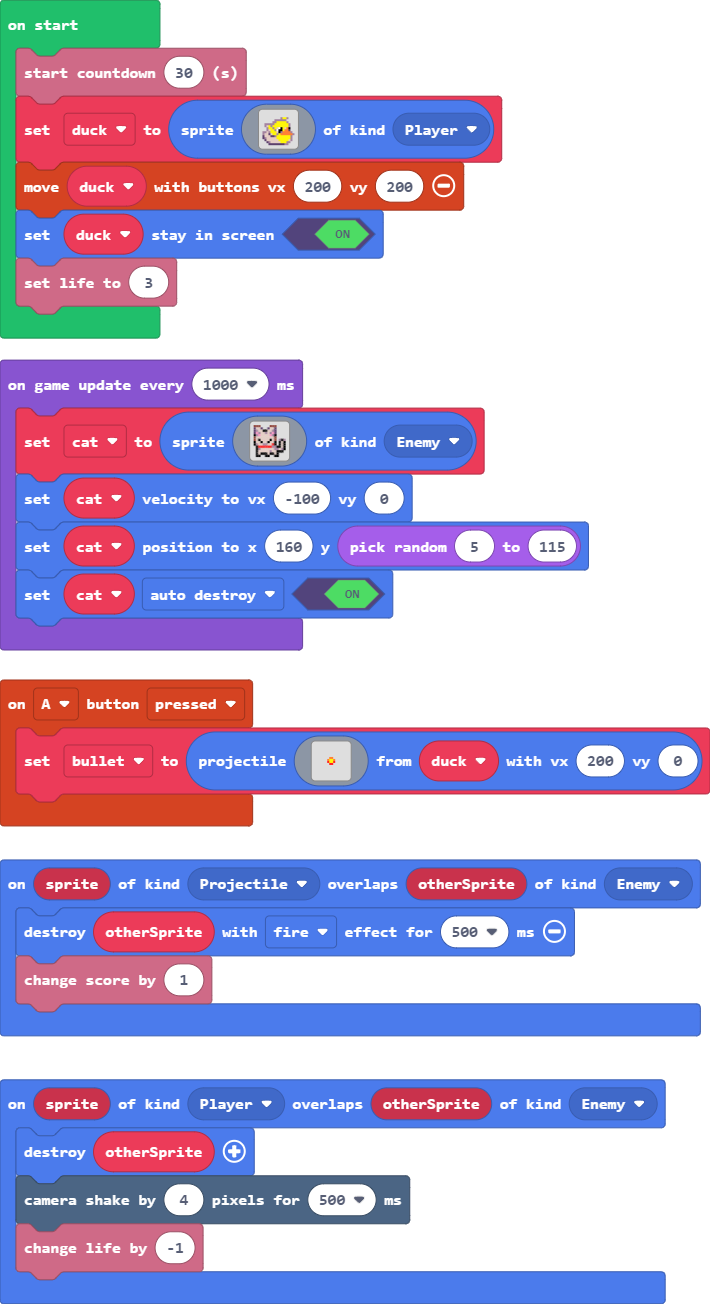 on start
start countdown 30 (s)
set duck to sprite of kind Player
move duck with buttons vx 200 vy 200
set duck stay in screen ON
set life to 3
on game update every 1000 ms
set cat to sprite of kind Enemy
set cat velocity to vx -100 vy 0
set cat position to x 160 y pick random 5 to 115
set cat auto destroy ON
on A button pressed
set bullet to projectile from duck with vx 200 vy 0
on sprite of kind Projectile overlaps otherSprite of kind Enemy
destroy otherSprite with fire effect for 500 ms
change score by 1
on sprite of kind Player overlaps otherSprite of kind Enemy
destroy otherSprite
camera shake by 4 pixels for 500 ms
change life by -1